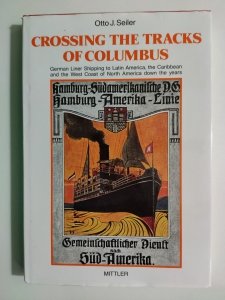 Otto J. Seiler
CROSSING THE TRACKS
OF COLUMBUS
German Liner Shipping to Latin America, the Caribbean
and the West Coast of North America down the years
Hamburg-Südamerikanische D.G.
Hamburg-Amerika-Linie
Gemeinschaftlicher Dienst
nach
Süd-Amerika.
MITTLER